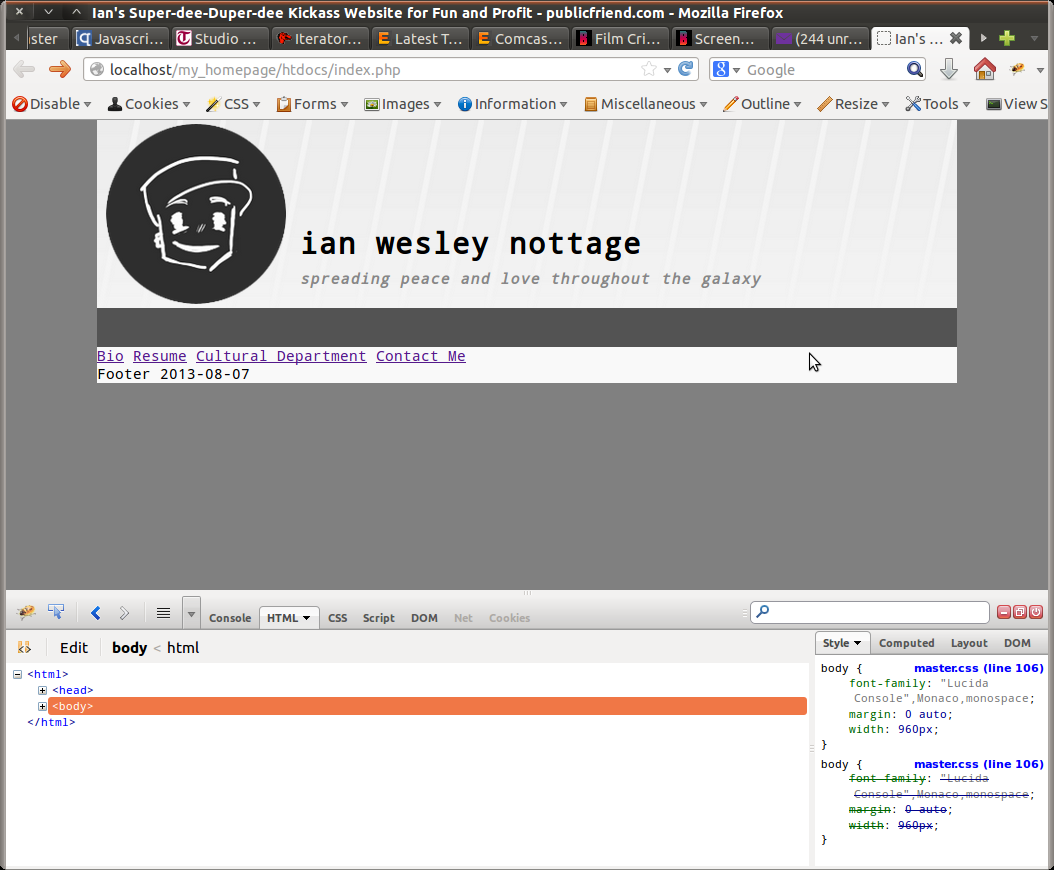 Ian's Super-dee-Duper-dee Kickass Website for Fun and Profit - publicfriend.com - Mozilla Firefox
ster Javascri... Studio ... Iterator... Latest T... Comcas... Film Cri... Screen... (244 unr... Ian's ...
localhost/my_homepage/htdocs/index.php Google
Disable Cookies CSS Forms Images Information Miscellaneous Outline Resize Tools View S
ian wesley nottage
spreading peace and love throughout the galaxy
Bio Resume Cultural Department Contact Me
Footer 2013-08-07
Console HTML CSS Script DOM Net Cookies
Edit body < html
Style Computed Layout DOM
<html>
<head>
<body>
</html>
body { master.css (line 106)
font-family: "Lucida
Console",Monaco,monospace;
margin: 0 auto;
width: 960px;
}
body { master.css (line 106)
font-family: "Lucida
Console",Monaco,monospace;
margin: 0 auto;
width: 960px;
}